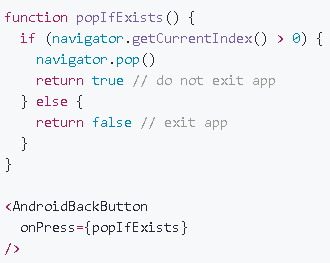 function popIfExists() {
  if (navigator.getCurrentIndex() > 0) {
    navigator.pop()
    return true // do not exit app
  } else {
    return false // exit app
  }
}

<AndroidBackButton
  onPress={popIfExists}
/>